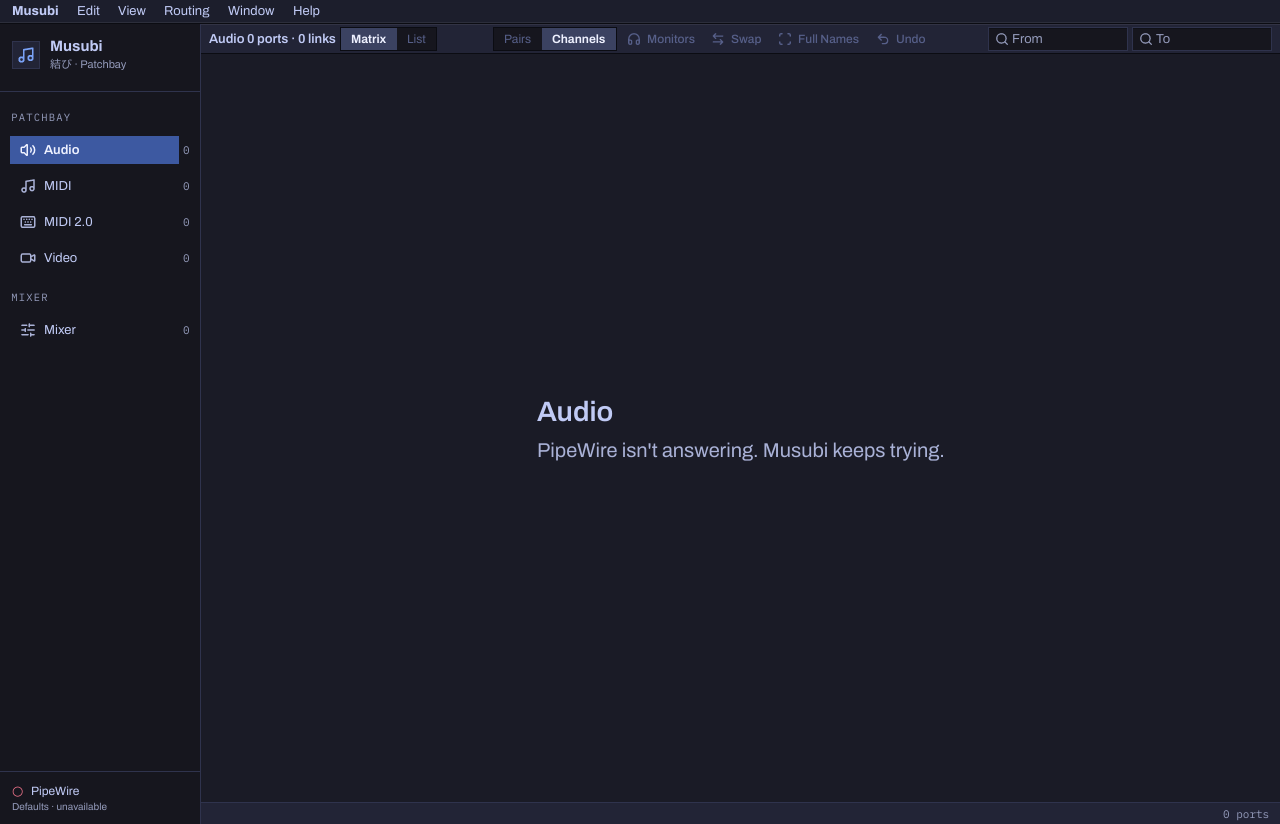 Musubi Edit View Routing Window Help
Musubi
結び · Patchbay
Audio 0 ports · 0 links Matrix List Pairs Channels Monitors Swap Full Names Undo From To
PATCHBAY
Audio 0
MIDI 0
MIDI 2.0 0
Video 0
MIXER
Mixer 0
Audio
PipeWire isn't answering. Musubi keeps trying.
PipeWire
Defaults · unavailable
0 ports